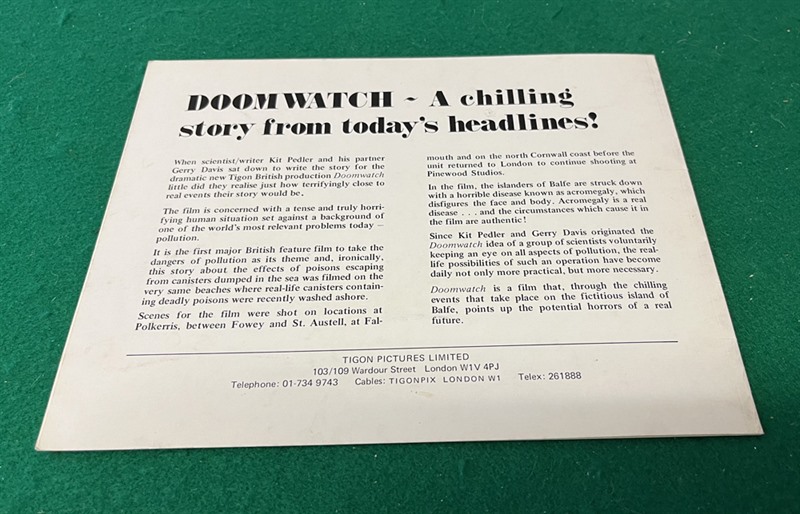 DOOMWATCH ~ A chilling
story from today's headlines!
When scientist/writer Kit Pedler and his partner
Gerry Davis sat down to write the story for the
dramatic new Tigon British production Doomwatch
little did they realise just how terrifyingly close to
real events their story would be.
The film is concerned with a tense and truly horri-
fying human situation set against a background of
one of the world's most relevant problems today —
pollution.
It is the first major British feature film to take the
dangers of pollution as its theme and, ironically,
this story about the effects of poisons escaping
from canisters dumped in the sea was filmed on the
very same beaches where real-life canisters contain-
ing deadly poisons were recently washed ashore.
Scenes for the film were shot on locations at
Polkerris, between Fowey and St. Austell, at Fal-
mouth and on the north Cornwall coast before the
unit returned to London to continue shooting at
Pinewood Studios.
In the film, the islanders of Balfe are struck down
with a horrible disease known as acromegaly, which
disfigures the face and body. Acromegaly is a real
disease . . . and the circumstances which cause it in
the film are authentic!
Since Kit Pedler and Gerry Davis originated the
Doomwatch idea of a group of scientists voluntarily
keeping an eye on all aspects of pollution, the real-
life possibilities of such an operation have become
daily not only more practical, but more necessary.
Doomwatch is a film that, through the chilling
events that take place on the fictitious island of
Balfe, points up the potential horrors of a real
future.
TIGON PICTURES LIMITED
103/109 Wardour Street London W1V 4PJ
Telephone: 01-734 9743 Cables: TIGONPIX LONDON W1 Telex: 261888